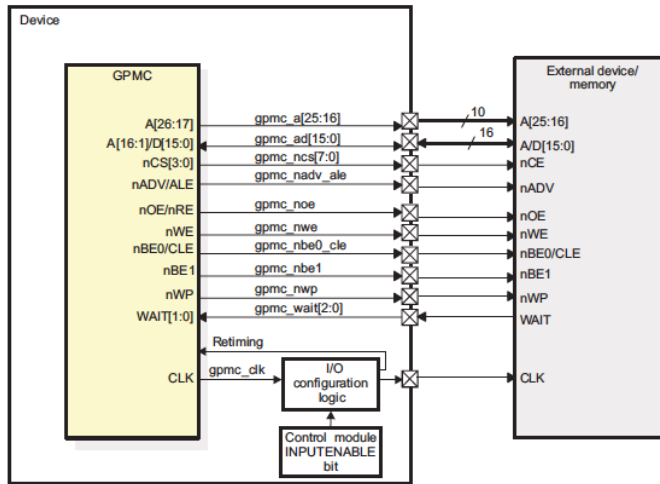 Device
GPMC
External device/
memory
A[26:17]
gpmc_a[25:16]
10
A[25:16]
A[16:1]/D[15:0]
gpmc_ad[15:0]
16
A/D[15:0]
nCS[3:0]
gpmc_ncs[7:0]
nCE
nADV/ALE
gpmc_nadv_ale
nADV
nOE/nRE
gpmc_noe
nOE
nWE
gpmc_nwe
nWE
nBE0/CLE
gpmc_nbe0_cle
nBE0/CLE
nBE1
gpmc_nbe1
nBE1
nWP
gpmc_nwp
nWP
WAIT[1:0]
gpmc_wait[2:0]
WAIT
Retiming
CLK
gpmc_clk
I/O
configuration
logic
CLK
Control module
INPUTENABLE
bit